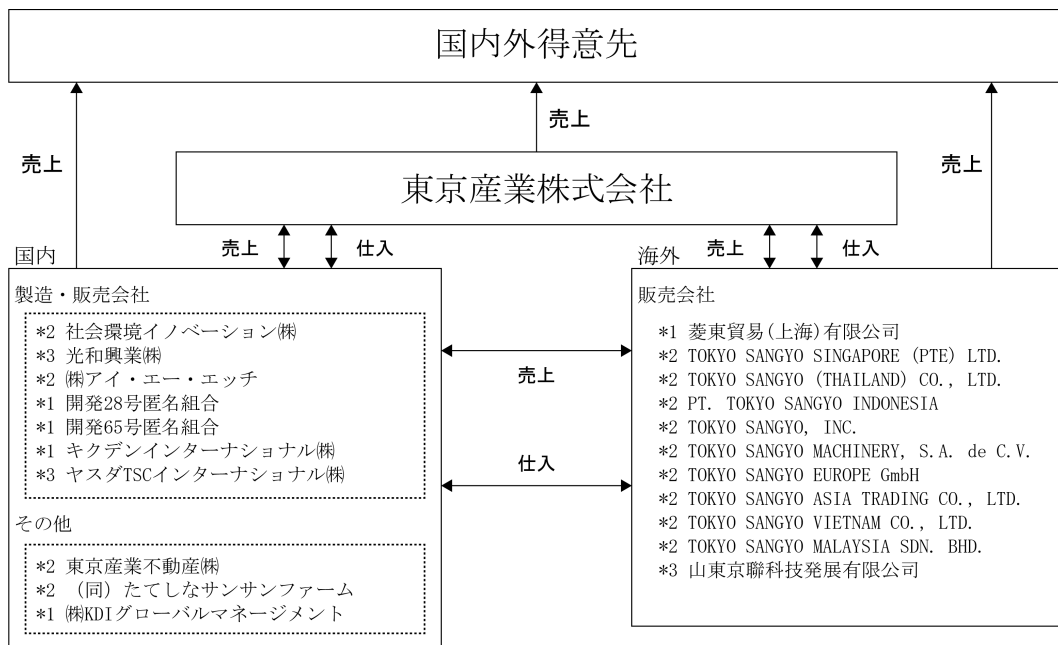 国内外得意先
売上
売上
売上
東京産業株式会社
売上
仕入
売上
仕入
国内
製造・販売会社
*2 社会環境イノベーション㈱
*3 光和興業㈱
*2 ㈱アイ・エー・エッチ
*1 開発28号匿名組合
*1 開発65号匿名組合
*1 キクデンインターナショナル㈱
*3 ヤスダTSCインターナショナル㈱
その他
*2 東京産業不動産㈱
*2 （同）たてしなサンサンファーム
*1 ㈱KDIグローバルマネージメント
売上
仕入
海外
販売会社
*1 菱東貿易(上海)有限公司
*2 TOKYO SANGYO SINGAPORE (PTE) LTD.
*2 TOKYO SANGYO (THAILAND) CO., LTD.
*2 PT. TOKYO SANGYO INDONESIA
*2 TOKYO SANGYO, INC.
*2 TOKYO SANGYO MACHINERY, S.A. de C.V.
*2 TOKYO SANGYO EUROPE GmbH
*2 TOKYO SANGYO ASIA TRADING CO., LTD.
*2 TOKYO SANGYO VIETNAM CO., LTD.
*2 TOKYO SANGYO MALAYSIA SDN. BHD.
*3 山東京聯科技発展有限公司